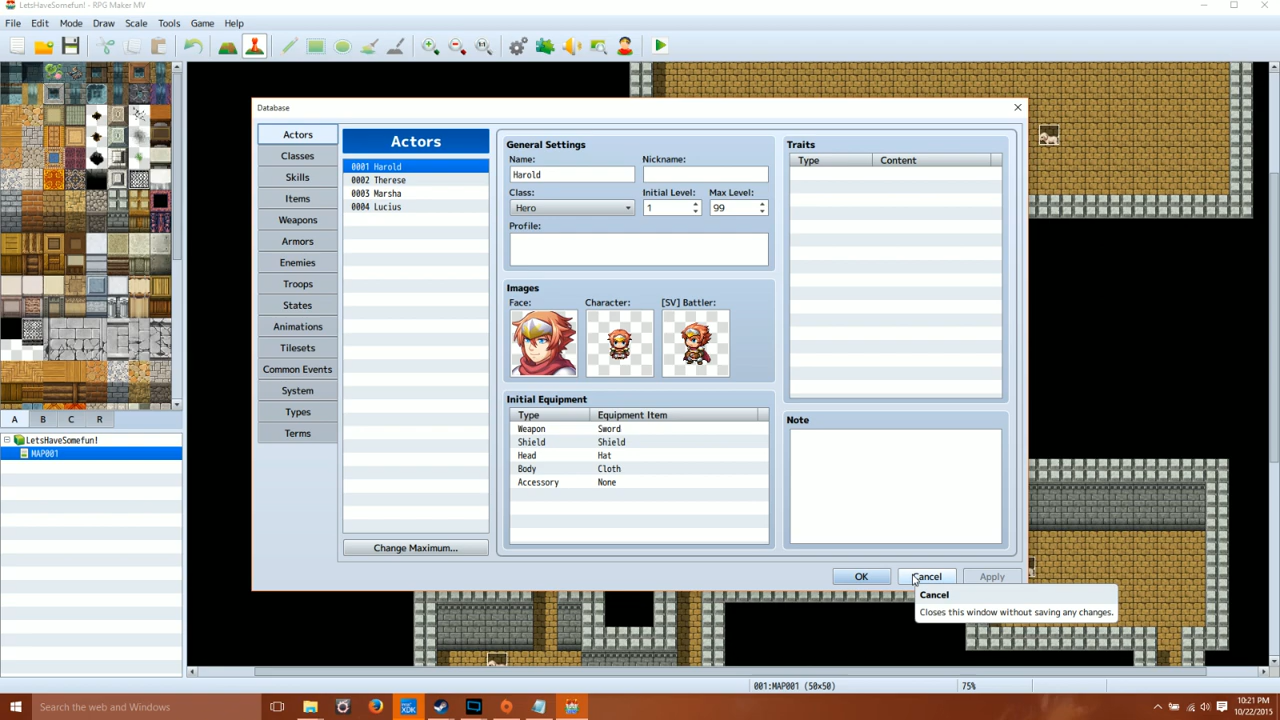 LetsHaveSomefun! - RPG Maker MV
File Edit Mode Draw Scale Tools Game Help
Database
Actors
Classes
Skills
Items
Weapons
Armors
Enemies
Troops
States
Animations
Tilesets
Common Events
System
Types
Terms
Actors
0001 Harold
0002 Therese
0003 Marsha
0004 Lucius
Change Maximum...
General Settings
Name: Nickname:
Harold
Class: Initial Level: Max Level:
Hero 1 99
Profile:
Images
Face: Character: [SV] Battler:
Initial Equipment
Type Equipment Item
Weapon Sword
Shield Shield
Head Hat
Body Cloth
Accessory None
Traits
Type Content
Note
OK Cancel Apply
Cancel
Closes this window without saving any changes.
A B C R
LetsHaveSomefun!
MAP001
001:MAP001 (50x50) 75%
Search the web and Windows
10:21 PM
10/22/2015